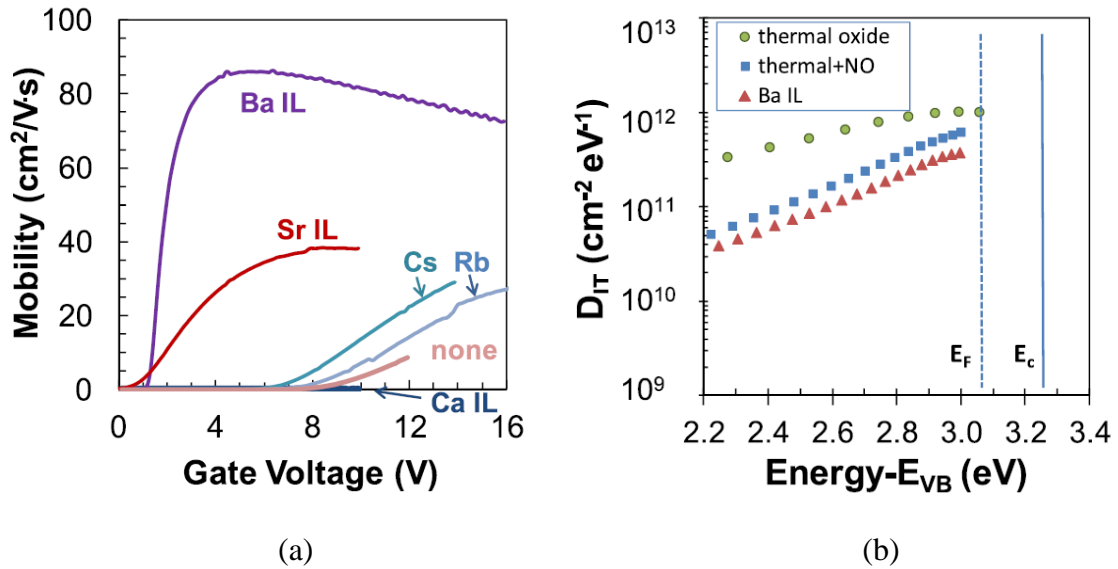 100
80
60
40
20
0
Mobility (cm²/V·s)
Ba IL
Sr IL
Cs
Rb
none
Ca IL
0 4 8 12 16
Gate Voltage (V)
(a)
10¹³
10¹²
10¹¹
10¹⁰
10⁹
D_IT (cm⁻² eV⁻¹)
thermal oxide
thermal+NO
Ba IL
E_F
E_c
2.2 2.4 2.6 2.8 3.0 3.2 3.4
Energy-E_VB (eV)
(b)